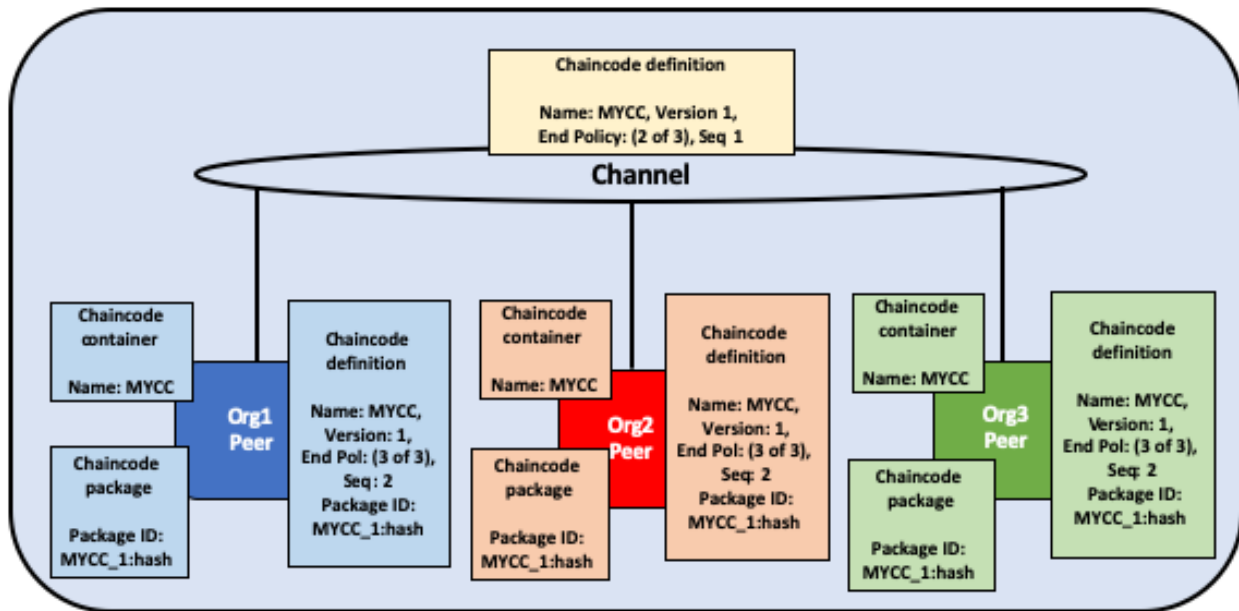 Chaincode definition
Name: MYCC, Version 1,
End Policy: (2 of 3), Seq 1
Channel
Chaincode
container
Name: MYCC
Org1
Peer
Chaincode
package
Package ID:
MYCC_1:hash
Chaincode
definition
Name: MYCC,
Version: 1,
End Pol: (3 of 3),
Seq: 2
Package ID:
MYCC_1:hash
Chaincode
container
Name: MYCC
Org2
Peer
Chaincode
package
Package ID:
MYCC_1:hash
Chaincode
definition
Name: MYCC,
Version: 1,
End Pol: (3 of 3),
Seq: 2
Package ID:
MYCC_1:hash
Chaincode
container
Name: MYCC
Org3
Peer
Chaincode
package
Package ID:
MYCC_1:hash
Chaincode
definition
Name: MYCC,
Version: 1,
End Pol: (3 of 3),
Seq: 2
Package ID:
MYCC_1:hash